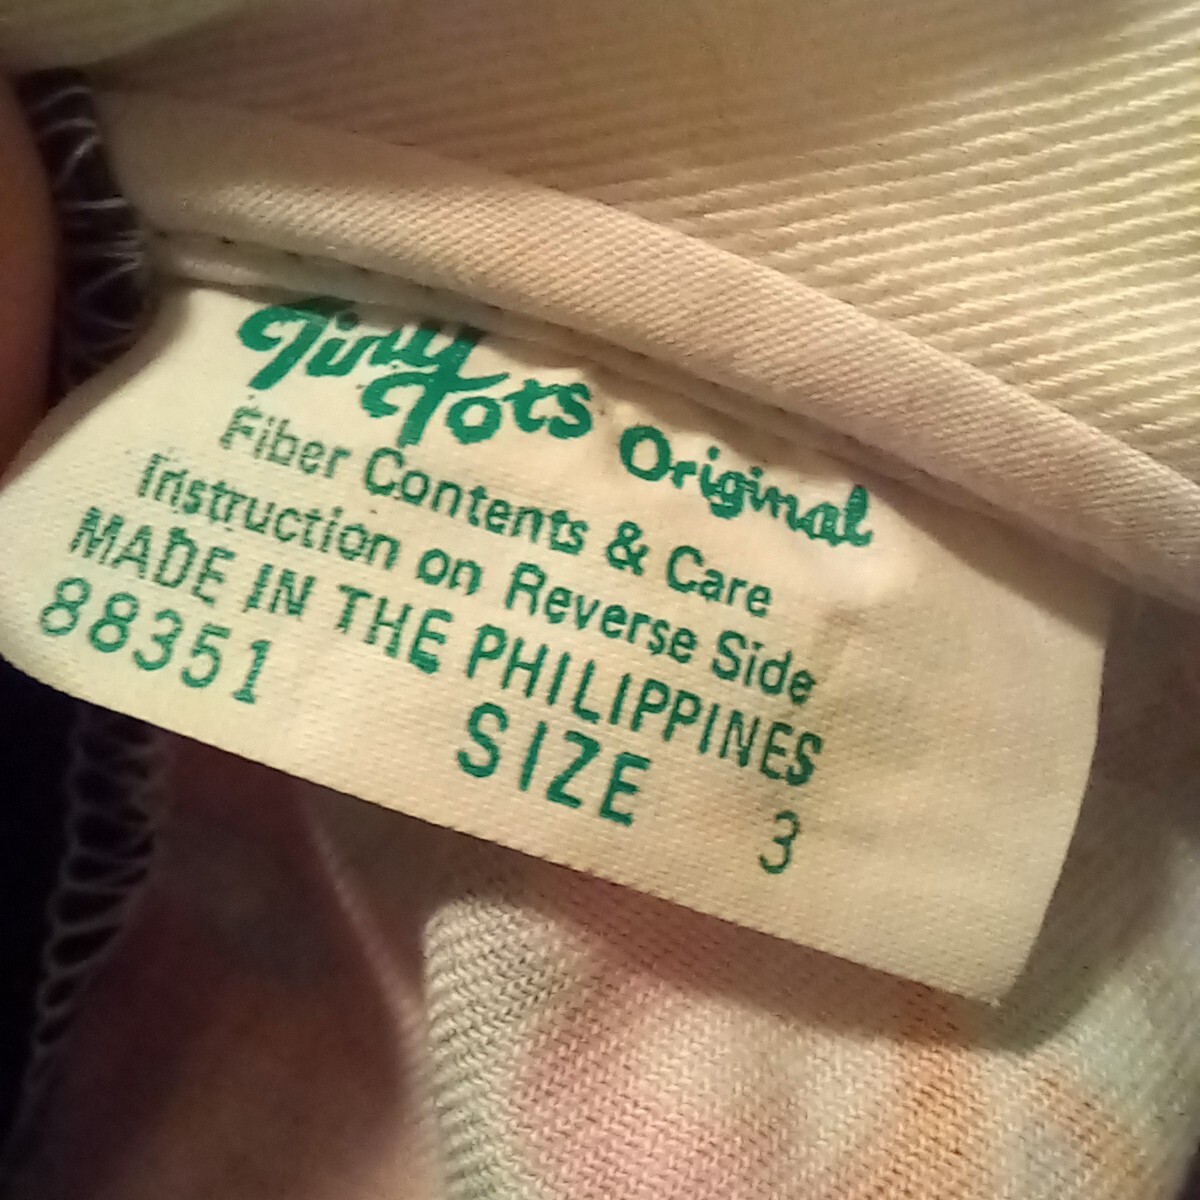 Tiny
Tots Original
Fiber Contents & Care
Instruction on Reverse Side
MADE IN THE PHILIPPINES
88351 SIZE 3